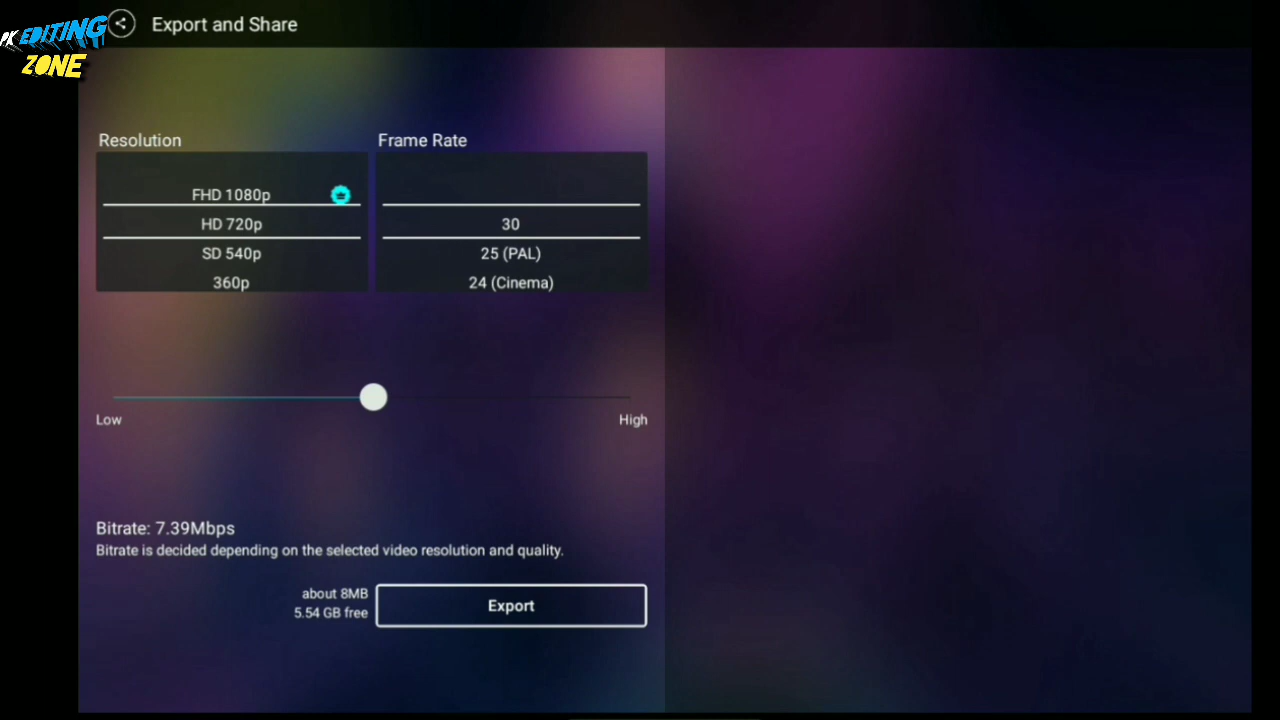 PK EDITING
ZONE
Export and Share
Resolution
Frame Rate
FHD 1080p
HD 720p
SD 540p
360p
30
25 (PAL)
24 (Cinema)
Low
High
Bitrate: 7.39Mbps
Bitrate is decided depending on the selected video resolution and quality.
about 8MB
5.54 GB free
Export